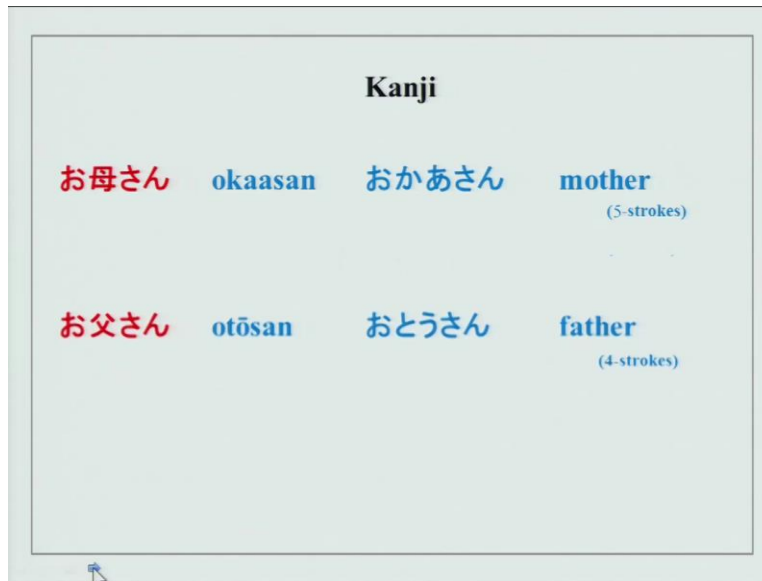 Kanji
お母さん okaasan おかあさん mother
(5-strokes)
お父さん otōsan おとうさん father
(4-strokes)